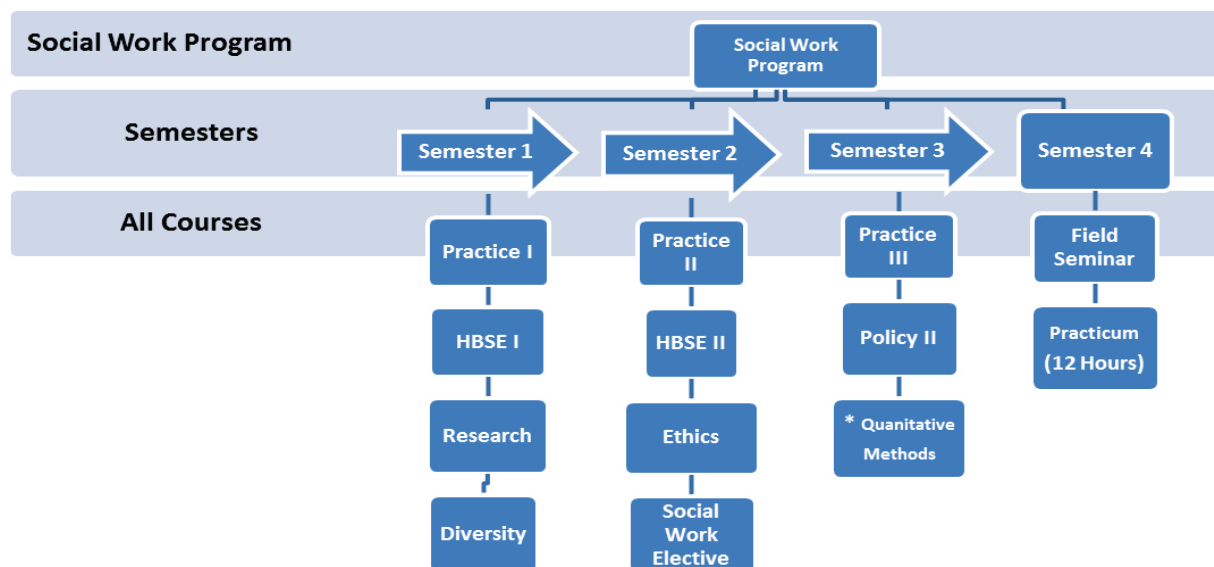 Social Work Program
Social Work
Program
Semesters
Semester 1
Semester 2
Semester 3
Semester 4
All Courses
Practice I
Practice
II
Practice
III
Field
Seminar
HBSE I
HBSE II
Policy II
Practicum
(12 Hours)
Research
Ethics
* Quanitative
Methods
Diversity
Social
Work
Elective